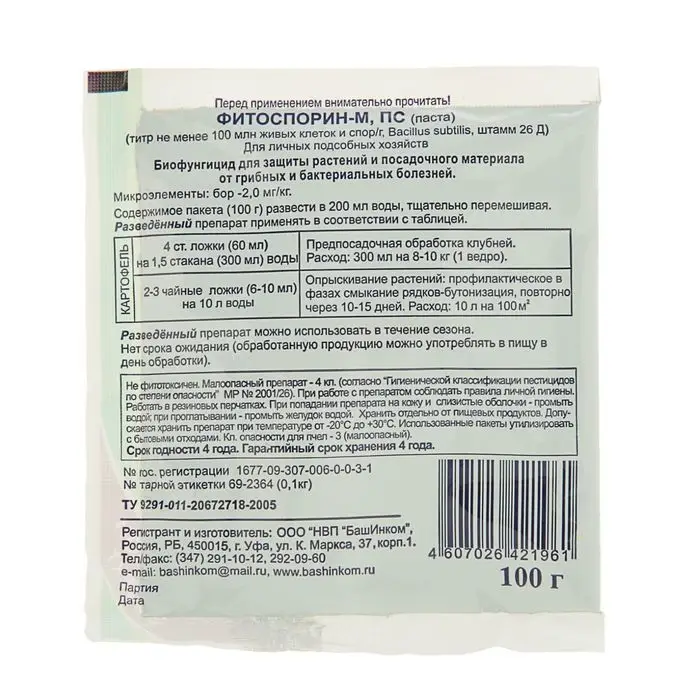 Перед применением внимательно прочитать!
ФИТОСПОРИН-М, ПС (паста)
(титр не менее 100 млн живых клеток и спор/г, Bacillus subtilis, штамм 26 Д)
Для личных подсобных хозяйств
Биофунгицид для защиты растений и посадочного материала
от грибных и бактериальных болезней.
Микроэлементы: бор -2,0 мг/кг.
Содержимое пакета (100 г) развести в 200 мл воды, тщательно перемешивая.
Разведённый препарат применять в соответствии с таблицей.
КАРТОФЕЛЬ
4 ст. ложки (60 мл)
на 1,5 стакана (300 мл) воды
Предпосадочная обработка клубней.
Расход: 300 мл на 8-10 кг (1 ведро).
2-3 чайные ложки (6-10 мл)
на 10 л воды
Опрыскивание растений: профилактическое в
фазах смыкание рядков-бутонизация, повторно
через 10-15 дней. Расход: 10 л на 100 м²
Разведённый препарат можно использовать в течение сезона.
Нет срока ожидания (обработанную продукцию можно употреблять в пищу в
день обработки).
Не фитотоксичен. Малоопасный препарат - 4 кл. (согласно "Гигиенической классификации пестицидов
по степени опасности" МР № 2001/26). При работе с препаратом соблюдать правила личной гигиены.
Работать в резиновых перчатках. При попадании препарата на кожу и слизистые оболочки - промыть
водой; при проглатывании - промыть желудок водой. Хранить отдельно от пищевых продуктов. Допус-
кается хранить препарат при температуре от -20°С до +30°С. Использованные пакеты утилизировать
с бытовыми отходами. Кл. опасности для пчел - 3 (малоопасный).
Срок годности 4 года. Гарантийный срок хранения 4 года.
№ гос. регистрации 1677-09-307-006-0-0-3-1
№ тарной этикетки 69-2364 (0,1кг)
ТУ 9291-011-20672718-2005
Регистрант и изготовитель: ООО "НВП "БашИнком",
Россия, РБ, 450015, г. Уфа, ул. К. Маркса, 37, корп.1.
Тел/факс: (347) 291-10-12, 292-09-60
e-mail: bashinkom@mail.ru, www.bashinkom.ru
Партия
Дата
4 607026 421961
100 г